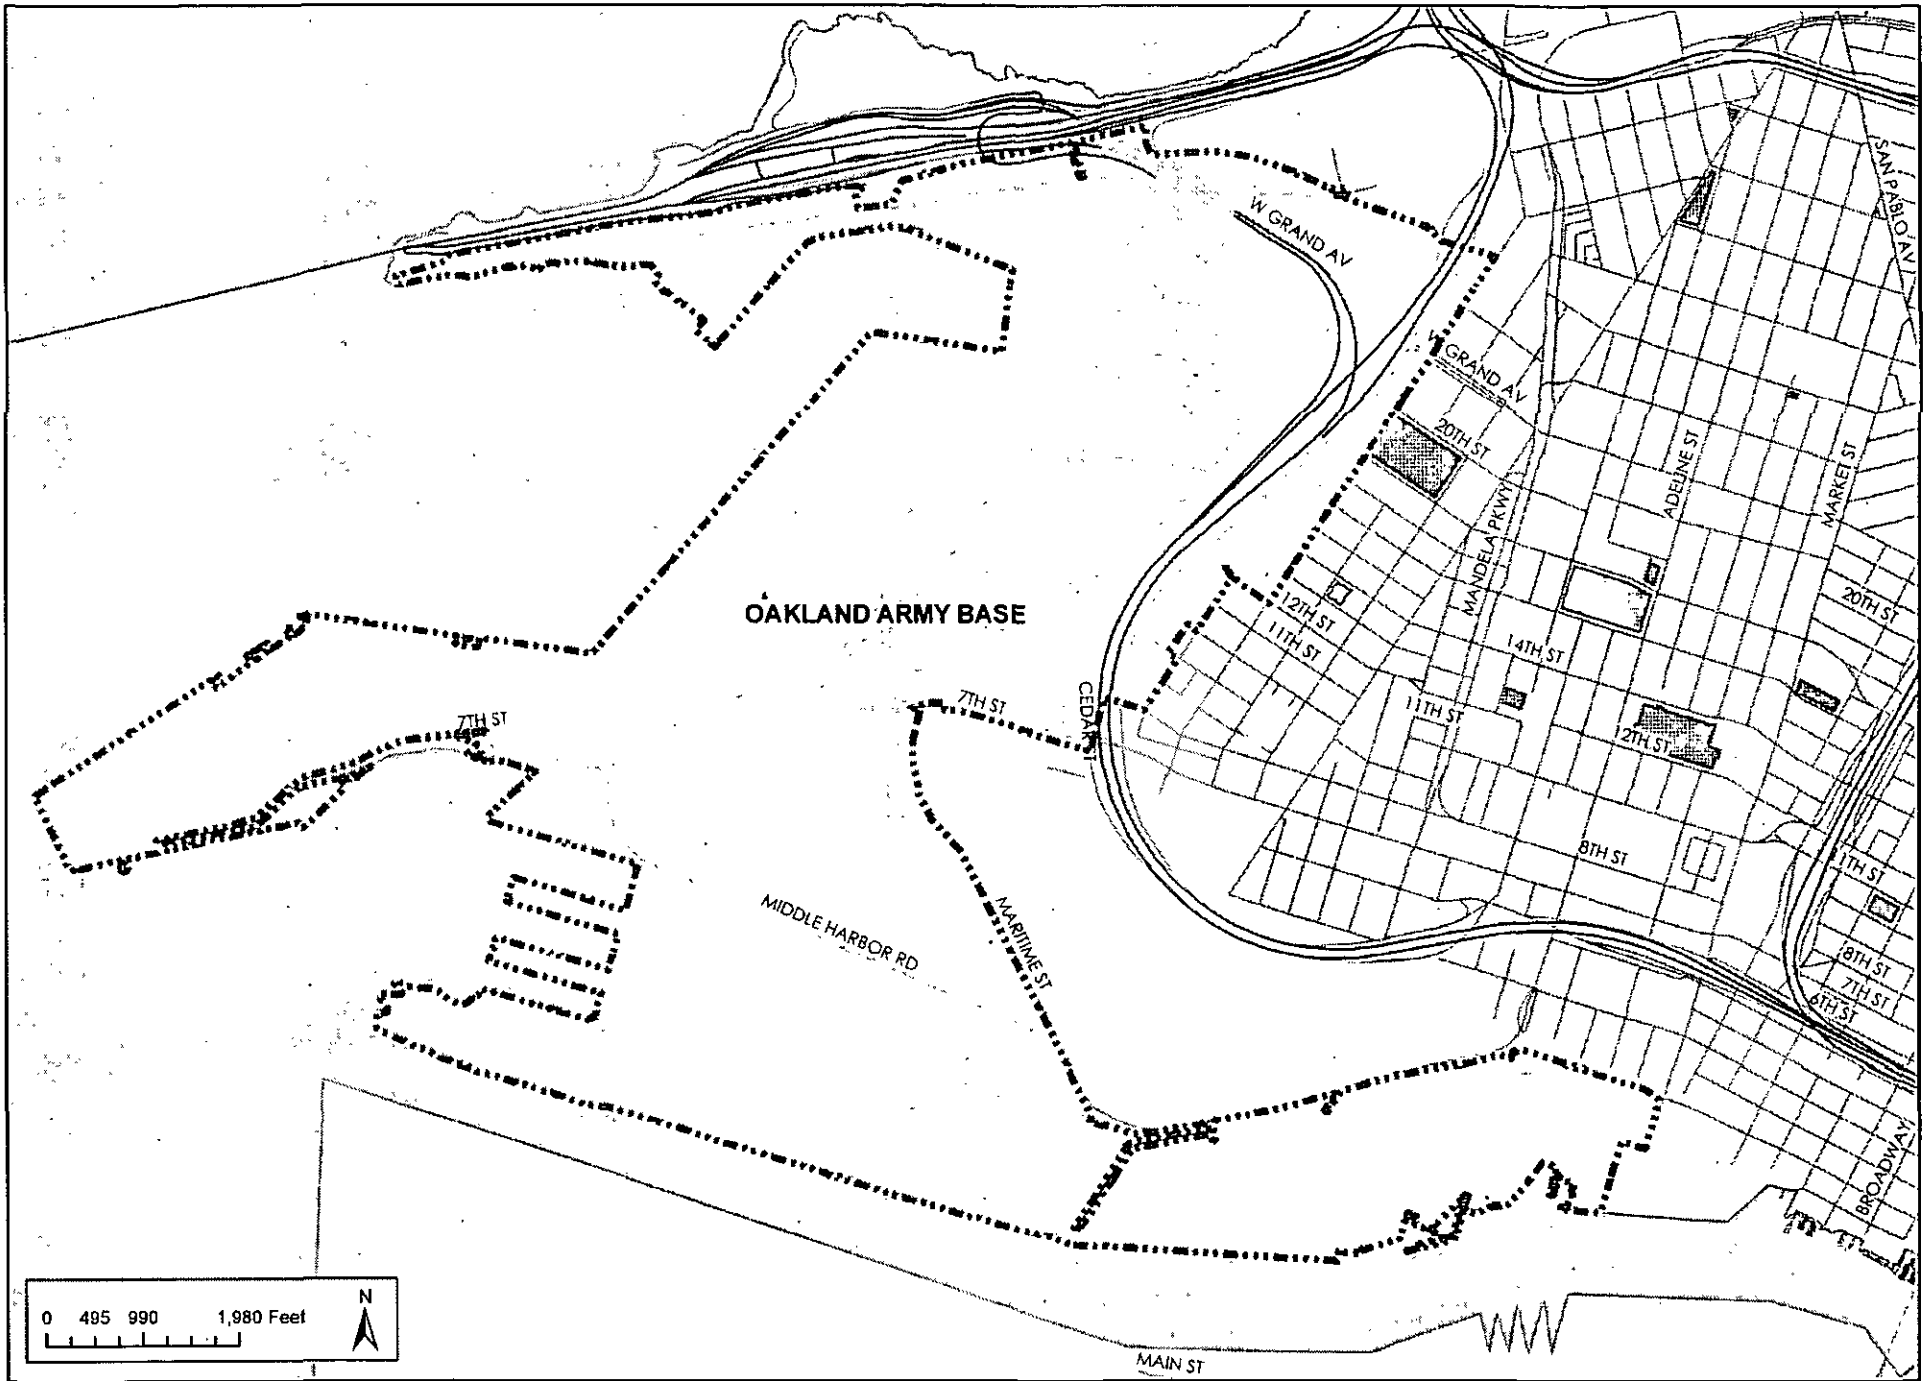 SAN PABLO AV
W GRAND AV
W GRAND AV
20TH ST
ADELINE ST
MARKET ST
MANDELA PKWY
OAKLAND ARMY BASE
12TH ST
11TH ST
20TH ST
14TH ST
CEDAR ST
7TH ST
7TH ST
11TH ST
2TH ST
8TH ST
1TH ST
MIDDLE HARBOR RD
MARITIME ST
8TH ST
7TH ST
6TH ST
BROADWAY
0 495 990 1,980 Feet
N
MAIN ST